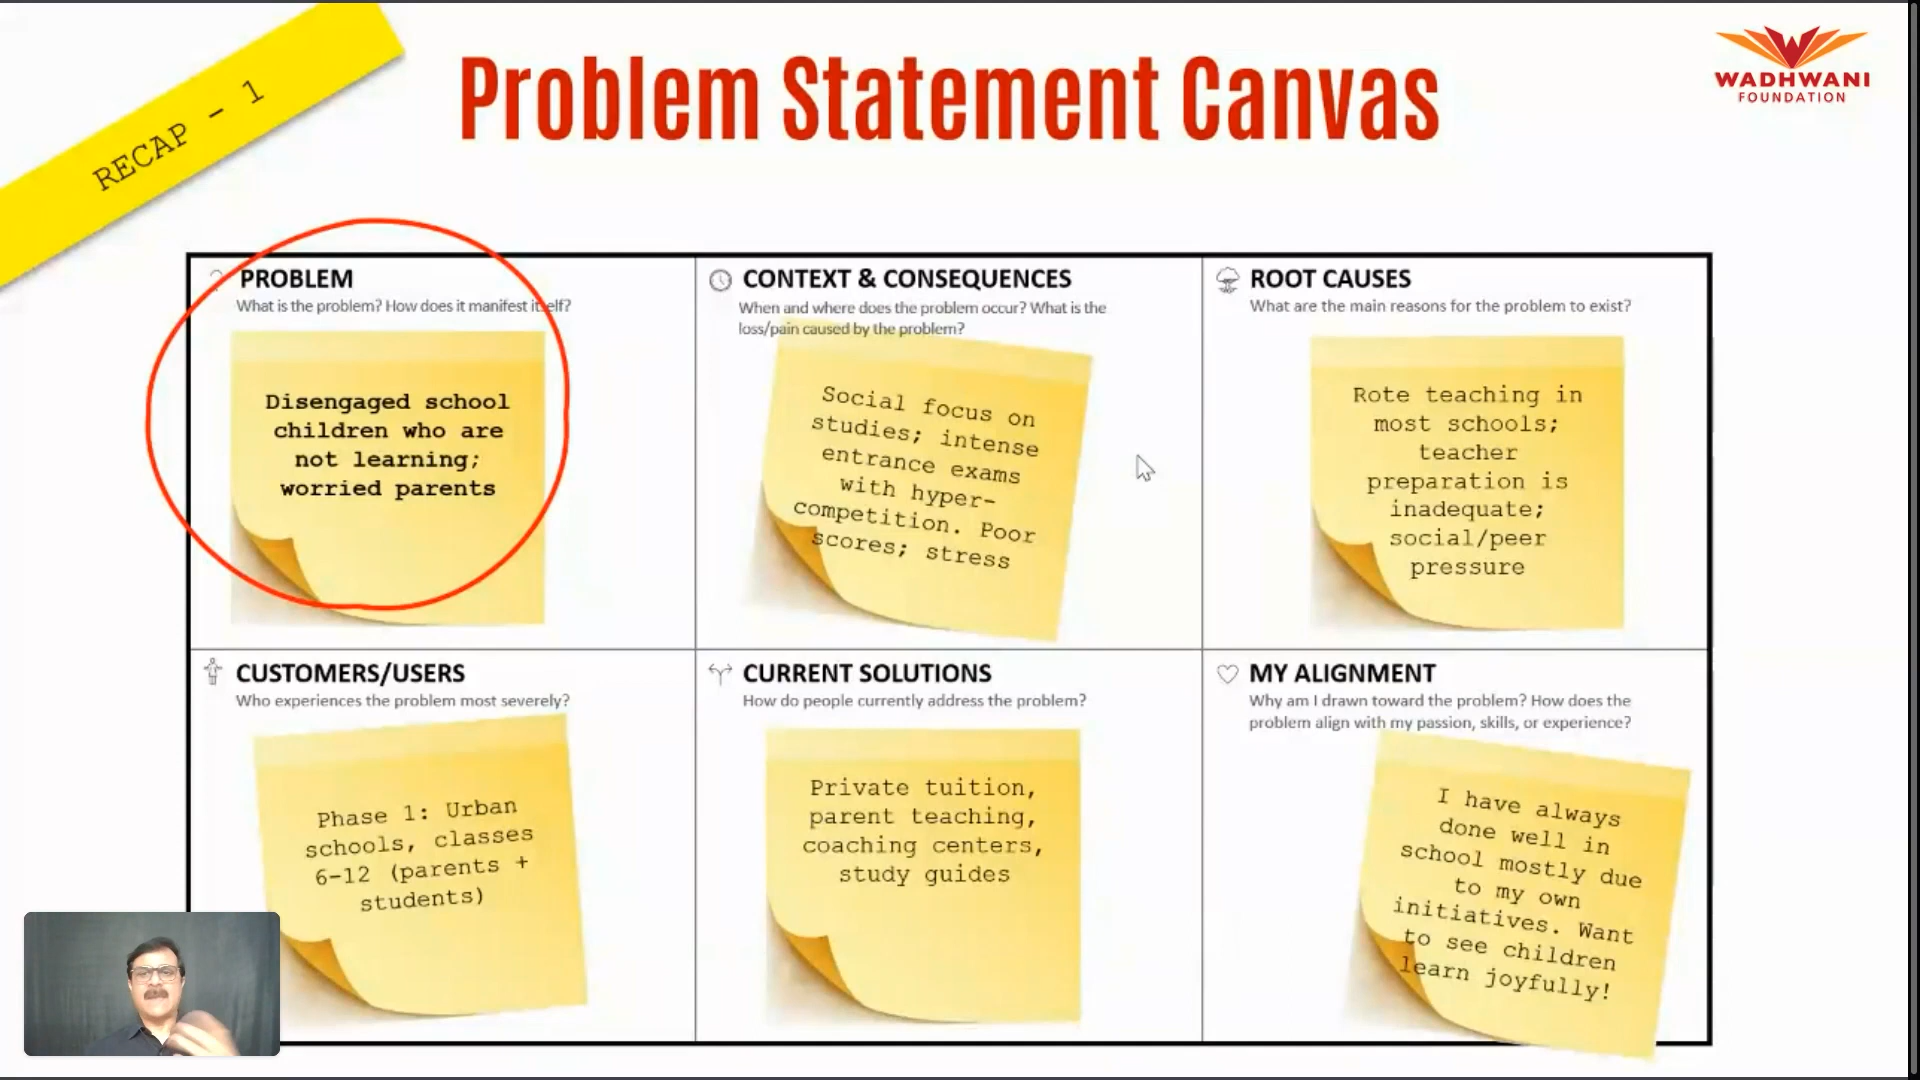 RECAP - 1
Problem Statement Canvas
WADHWANI
FOUNDATION
PROBLEM
What is the problem? How does it manifest itself?
Disengaged school
children who are
not learning;
worried parents
CONTEXT & CONSEQUENCES
When and where does the problem occur? What is the
loss/pain caused by the problem?
Social focus on
studies; intense
entrance exams
with hyper-
competition. Poor
scores; stress
ROOT CAUSES
What are the main reasons for the problem to exist?
Rote teaching in
most schools;
teacher
preparation is
inadequate;
social/peer
pressure
CUSTOMERS/USERS
Who experiences the problem most severely?
Phase 1: Urban
schools, classes
6-12 (parents +
students)
CURRENT SOLUTIONS
How do people currently address the problem?
Private tuition,
parent teaching,
coaching centers,
study guides
MY ALIGNMENT
Why am I drawn toward the problem? How does the
problem align with my passion, skills, or experience?
I have always
done well in
school mostly due
to my own
initiatives. Want
to see children
learn joyfully!